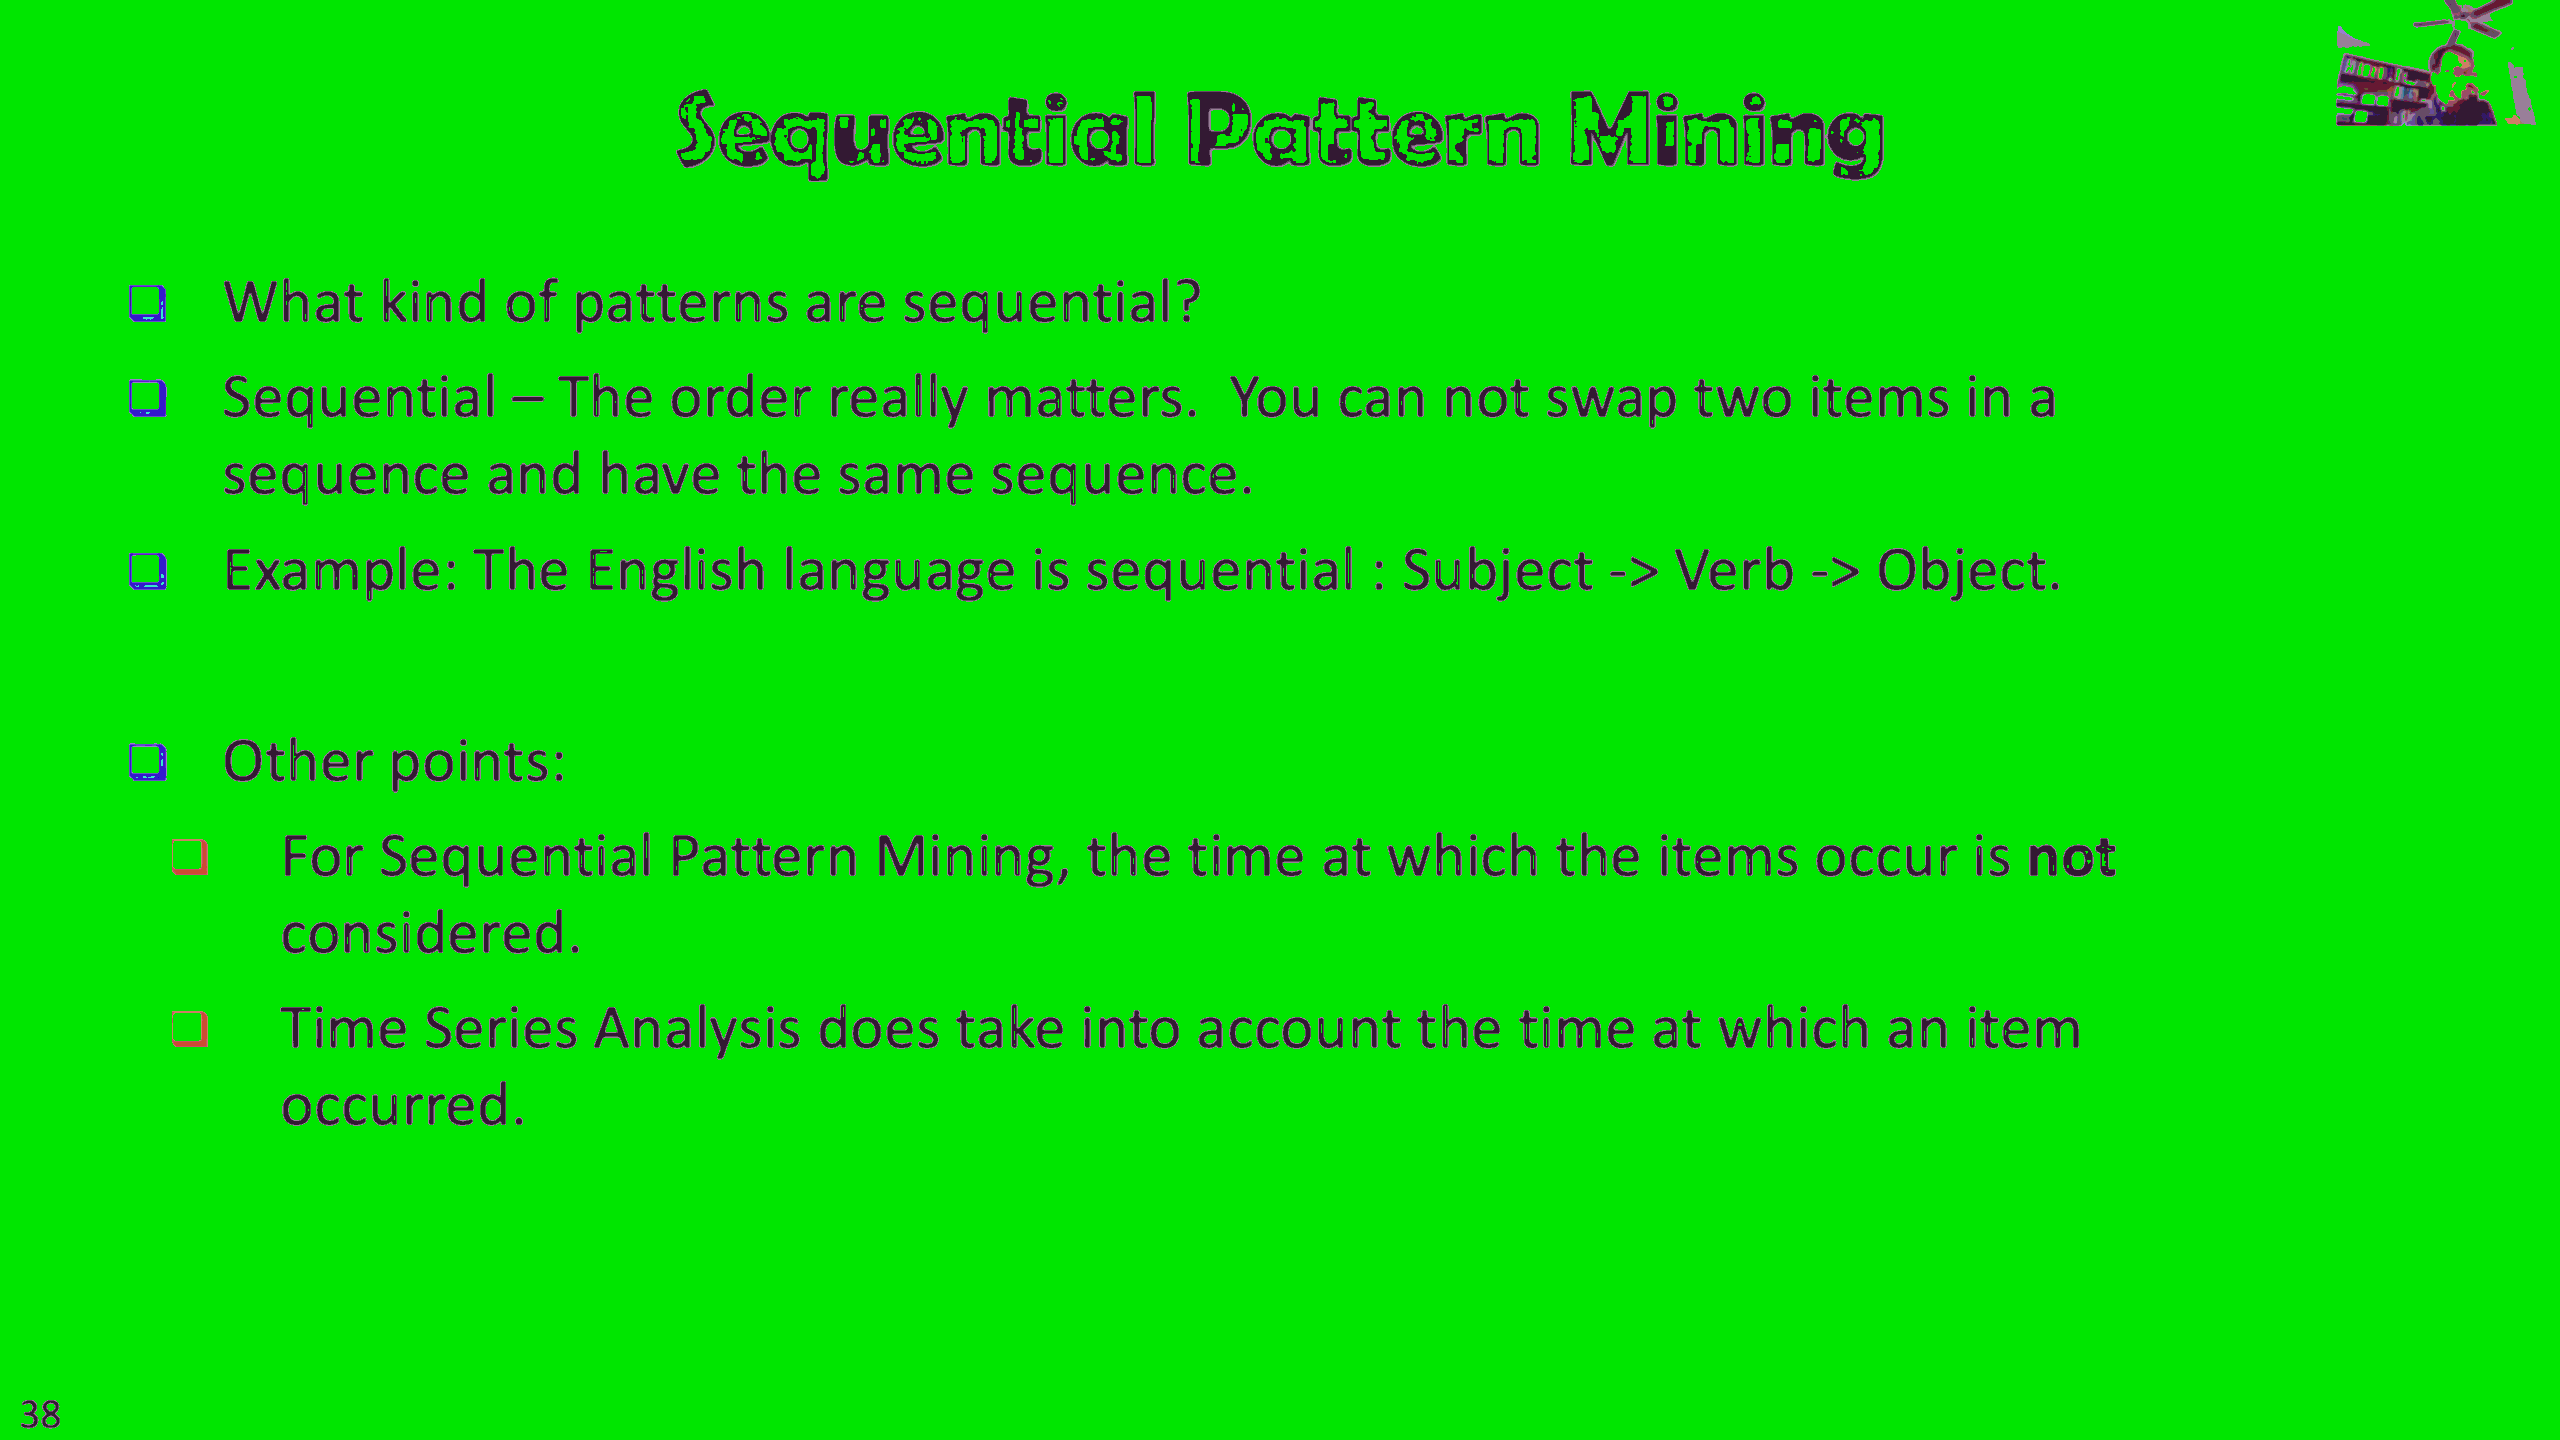 Sequential Pattern Mining
❑ What kind of patterns are sequential?
❑ Sequential – The order really matters.  You can not swap two items in a
sequence and have the same sequence.
❑ Example: The English language is sequential : Subject -> Verb -> Object.
❑ Other points:
❑ For Sequential Pattern Mining, the time at which the items occur is not
considered.
❑ Time Series Analysis does take into account the time at which an item
occurred.
38